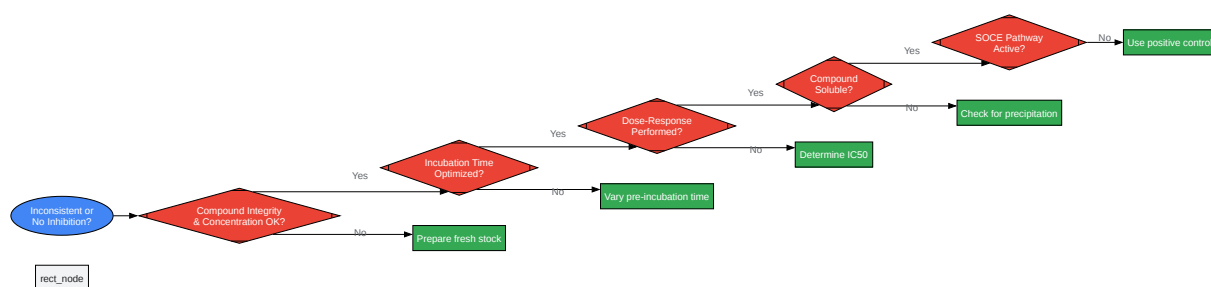 Inconsistent or
No Inhibition?
Compound Integrity
& Concentration OK?
Yes
No
Prepare fresh stock
Incubation Time
Optimized?
Yes
No
Vary pre-incubation time
Dose-Response
Performed?
Yes
No
Determine IC50
Compound
Soluble?
Yes
No
Check for precipitation
SOCE Pathway
Active?
No
Use positive control
rect_node